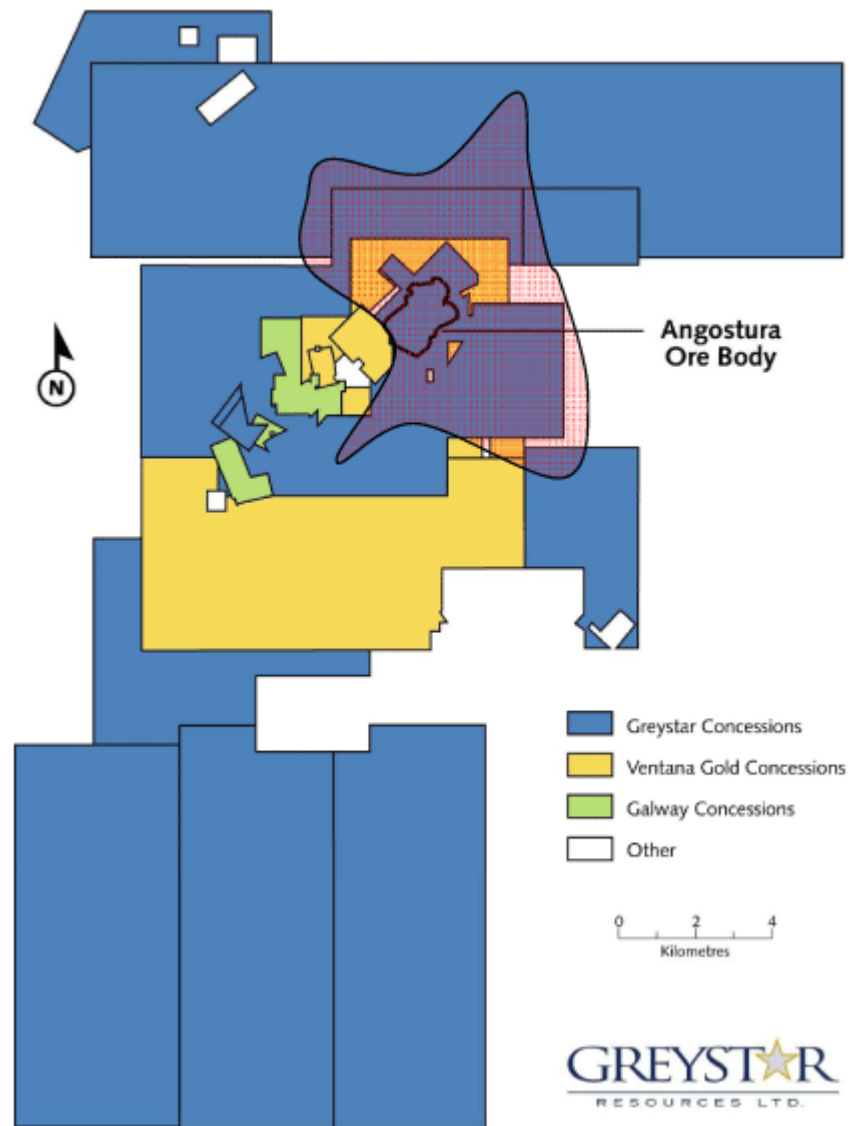 Angostura
Ore Body
N
Greystar Concessions
Ventana Gold Concessions
Galway Concessions
Other
0 2 4
Kilometres
GREYSTAR
RESOURCES LTD.